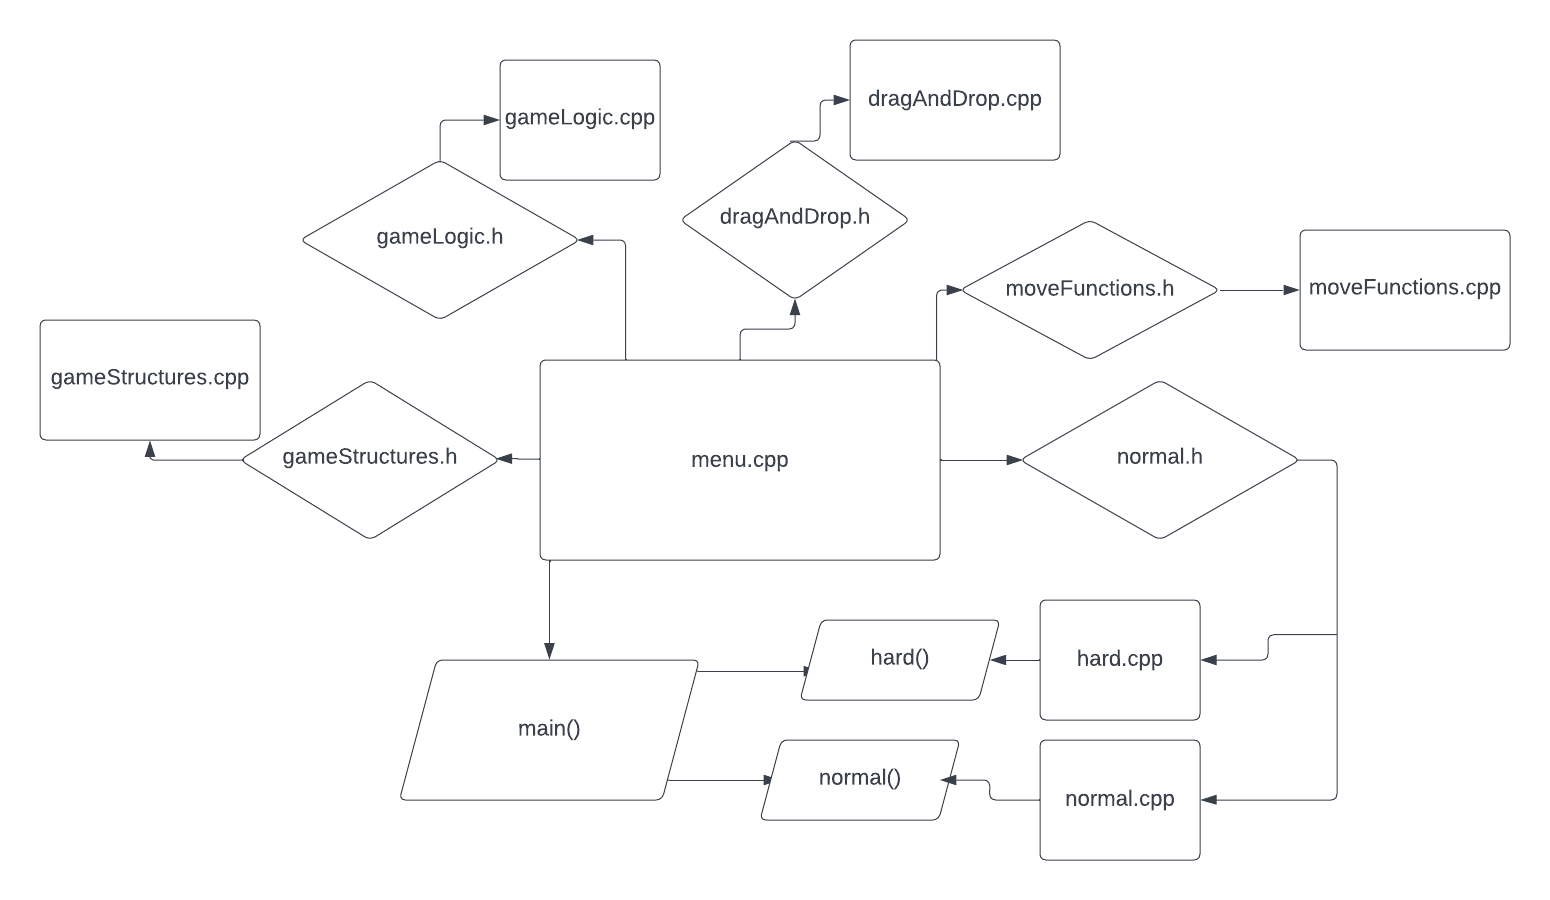 dragAndDrop.cpp
gameLogic.cpp
dragAndDrop.h
gameLogic.h
moveFunctions.h
moveFunctions.cpp
gameStructures.cpp
gameStructures.h
menu.cpp
normal.h
hard()
hard.cpp
main()
normal()
normal.cpp